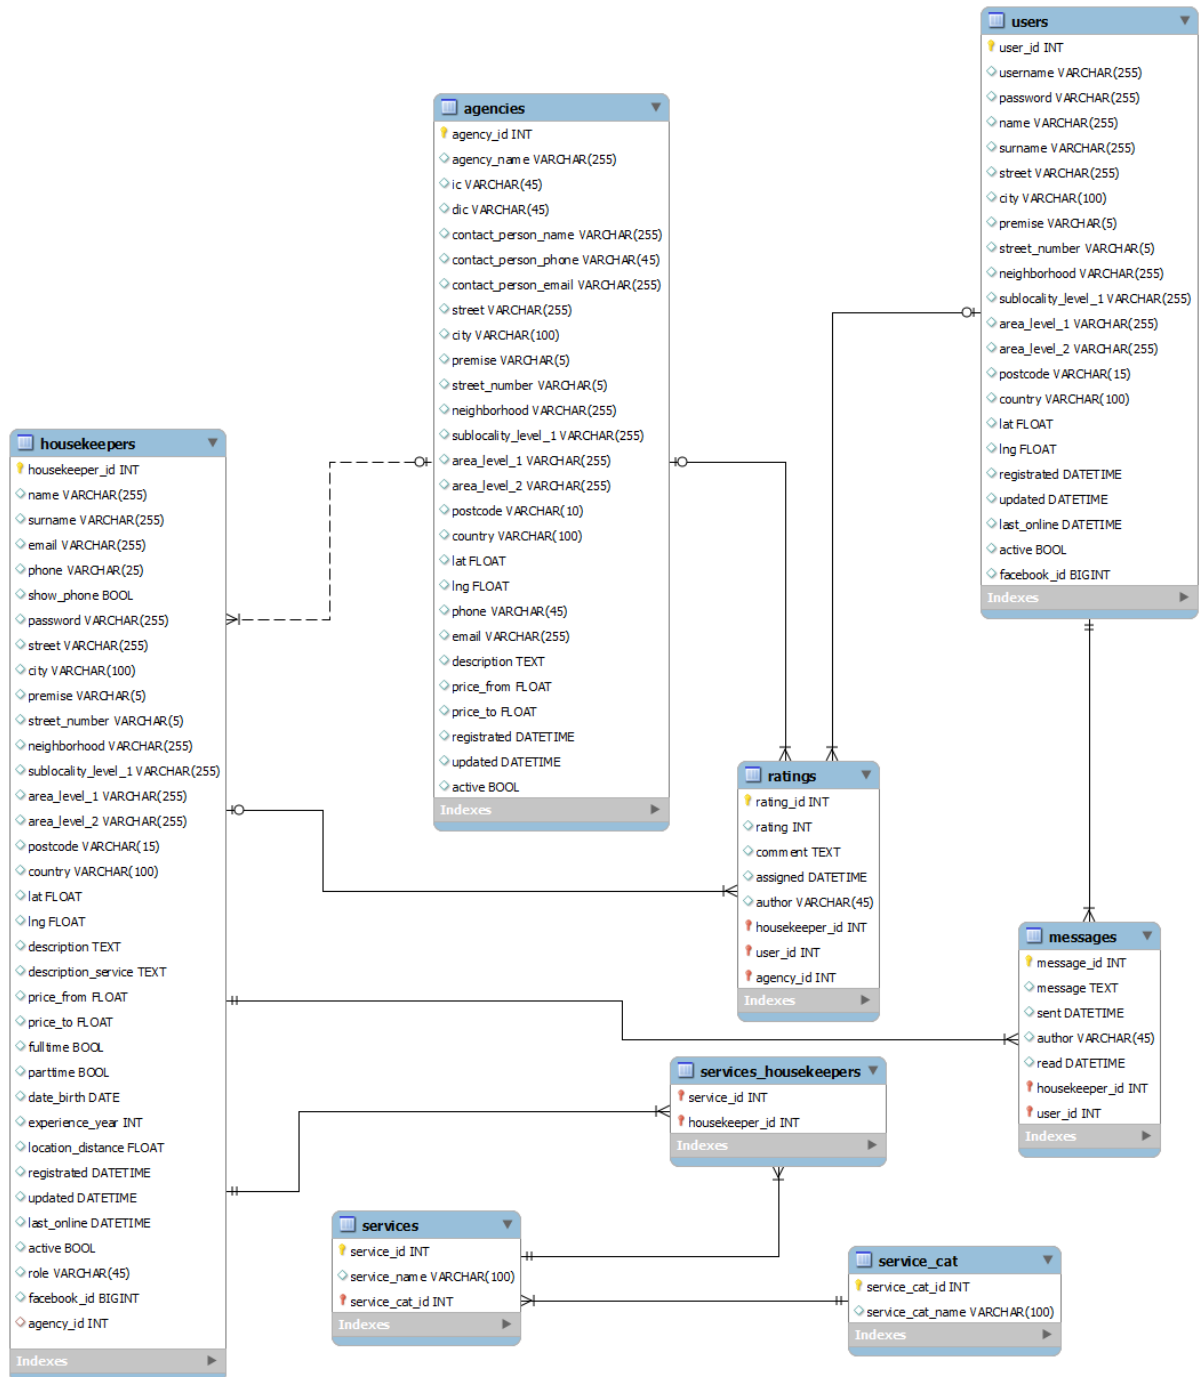 users
user_id INT
username VARCHAR(255)
password VARCHAR(255)
name VARCHAR(255)
surname VARCHAR(255)
street VARCHAR(255)
city VARCHAR(100)
premise VARCHAR(5)
street_number VARCHAR(5)
neighborhood VARCHAR(255)
sublocality_level_1 VARCHAR(255)
area_level_1 VARCHAR(255)
area_level_2 VARCHAR(255)
postcode VARCHAR(15)
country VARCHAR(100)
lat FLOAT
lng FLOAT
registrated DATETIME
updated DATETIME
last_online DATETIME
active BOOL
facebook_id BIGINT
Indexes
agencies
agency_id INT
agency_name VARCHAR(255)
ic VARCHAR(45)
dic VARCHAR(45)
contact_person_name VARCHAR(255)
contact_person_phone VARCHAR(45)
contact_person_email VARCHAR(255)
street VARCHAR(255)
city VARCHAR(100)
premise VARCHAR(5)
street_number VARCHAR(5)
neighborhood VARCHAR(255)
sublocality_level_1 VARCHAR(255)
area_level_1 VARCHAR(255)
area_level_2 VARCHAR(255)
postcode VARCHAR(10)
country VARCHAR(100)
lat FLOAT
lng FLOAT
phone VARCHAR(45)
email VARCHAR(255)
description TEXT
price_from FLOAT
price_to FLOAT
registrated DATETIME
updated DATETIME
active BOOL
Indexes
housekeepers
housekeeper_id INT
name VARCHAR(255)
surname VARCHAR(255)
email VARCHAR(255)
phone VARCHAR(25)
show_phone BOOL
password VARCHAR(255)
street VARCHAR(255)
city VARCHAR(100)
premise VARCHAR(5)
street_number VARCHAR(5)
neighborhood VARCHAR(255)
sublocality_level_1 VARCHAR(255)
area_level_1 VARCHAR(255)
area_level_2 VARCHAR(255)
postcode VARCHAR(15)
country VARCHAR(100)
lat FLOAT
lng FLOAT
description TEXT
description_service TEXT
price_from FLOAT
price_to FLOAT
fulltime BOOL
parttime BOOL
date_birth DATE
experience_year INT
location_distance FLOAT
registrated DATETIME
updated DATETIME
last_online DATETIME
active BOOL
role VARCHAR(45)
facebook_id BIGINT
agency_id INT
Indexes
ratings
rating_id INT
rating INT
comment TEXT
assigned DATETIME
author VARCHAR(45)
housekeeper_id INT
user_id INT
agency_id INT
Indexes
messages
message_id INT
message TEXT
sent DATETIME
author VARCHAR(45)
read DATETIME
housekeeper_id INT
user_id INT
Indexes
services_housekeepers
service_id INT
housekeeper_id INT
Indexes
services
service_id INT
service_name VARCHAR(100)
service_cat_id INT
Indexes
service_cat
service_cat_id INT
service_cat_name VARCHAR(100)
Indexes